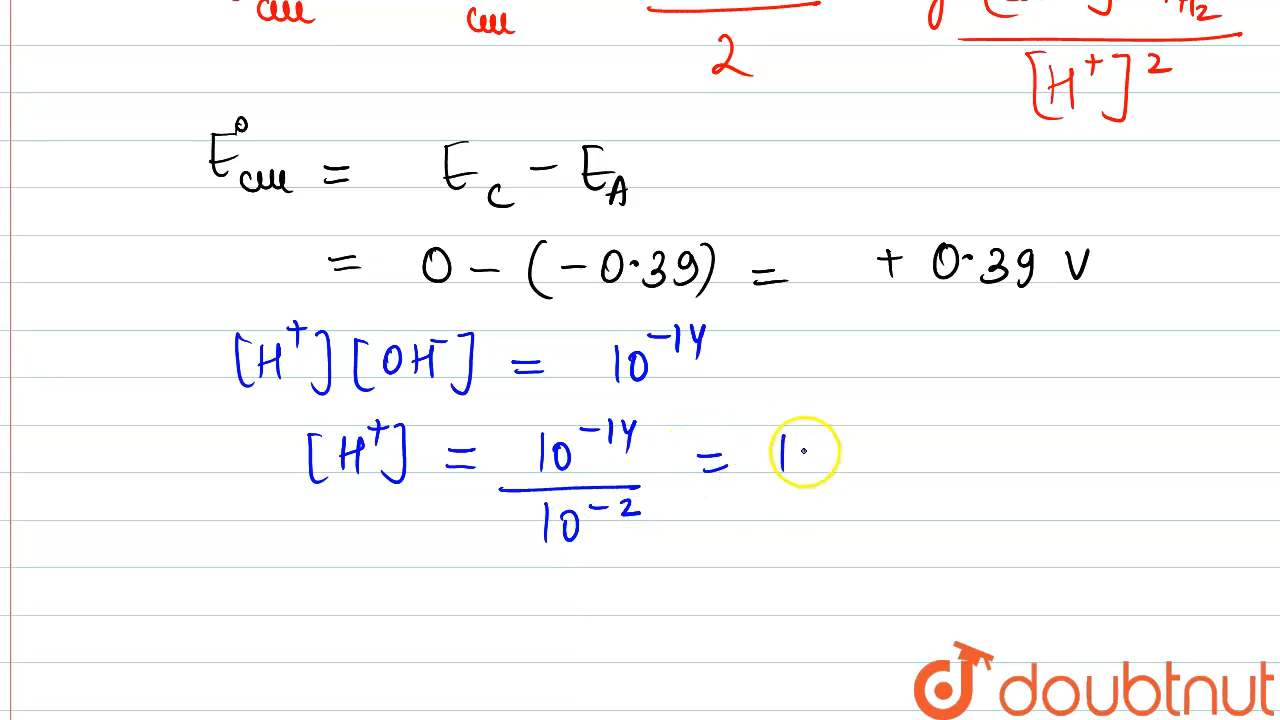 cell cell
2
[H⁺]²
E°cell = E_C - E_A
= 0 - (-0.39) = + 0.39 V
[H⁺][OH⁻] = 10⁻¹⁴
[H⁺] = 10⁻¹⁴ / 10⁻² = 1
doubtnut